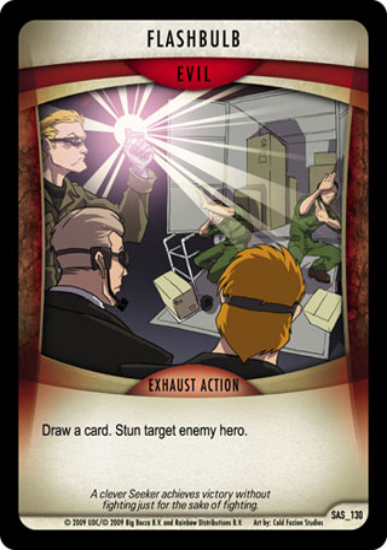 FLASHBULB
EVIL
EXHAUST ACTION
Draw a card. Stun target enemy hero.
A clever Seeker achieves victory without
fighting just for the sake of fighting.
SAS_130
© 2009 UDC/© 2009 Big Bocca B.V. and Rainbow Distributions B.V. Art by: Cold Fuzion Studios